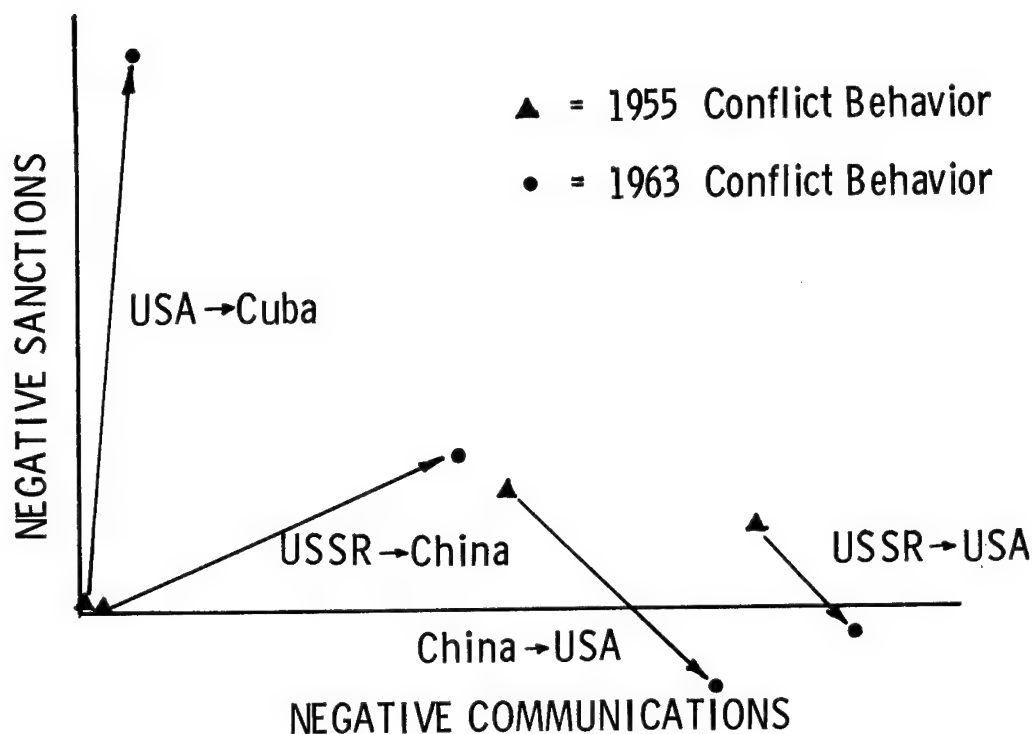 ▲ = 1955 Conflict Behavior
● = 1963 Conflict Behavior
NEGATIVE SANCTIONS
USA→Cuba
USSR→China
USSR→USA
China→USA
NEGATIVE COMMUNICATIONS